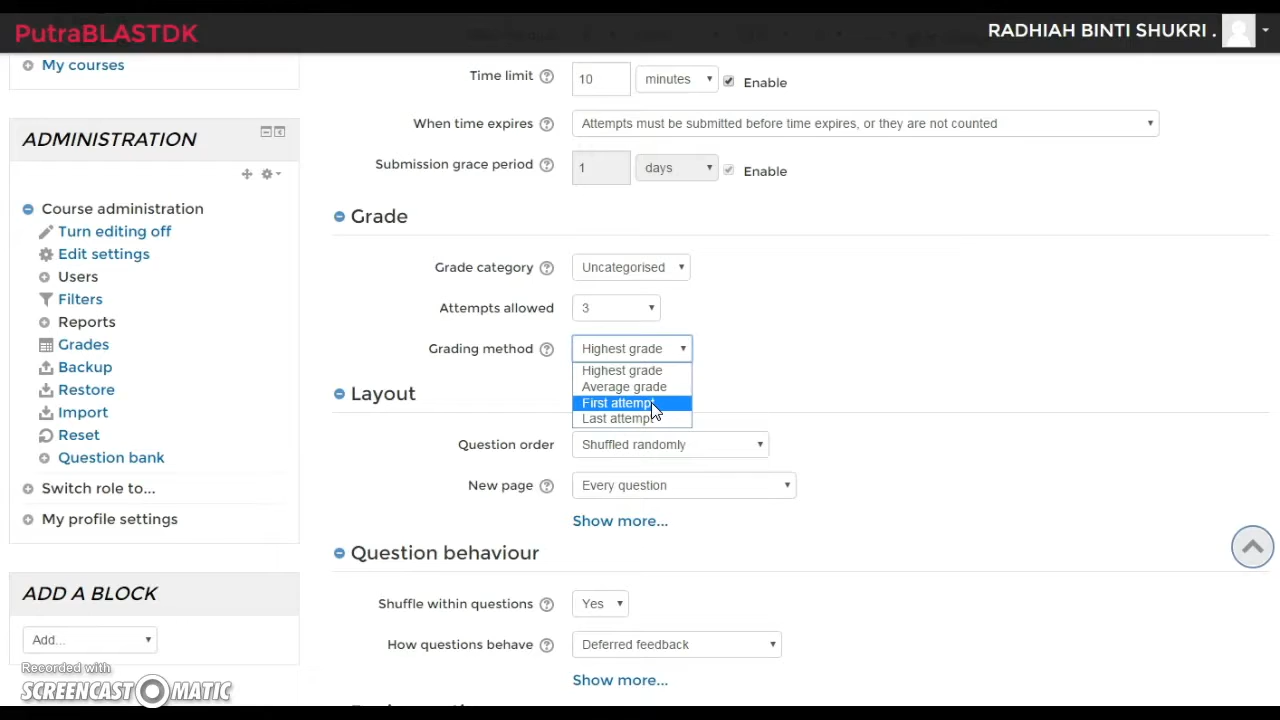 PutraBLASTDK
RADHIAH BINTI SHUKRI .
My courses
ADMINISTRATION
Course administration
Turn editing off
Edit settings
Users
Filters
Reports
Grades
Backup
Restore
Import
Reset
Question bank
Switch role to...
My profile settings
ADD A BLOCK
Add...
Recorded with
SCREENCAST MATIC
Time limit 10 minutes Enable
When time expires Attempts must be submitted before time expires, or they are not counted
Submission grace period 1 days Enable
Grade
Grade category Uncategorised
Attempts allowed 3
Grading method Highest grade
Highest grade
Average grade
First attempt
Last attempt
Layout
Question order Shuffled randomly
New page Every question
Show more...
Question behaviour
Shuffle within questions Yes
How questions behave Deferred feedback
Show more...